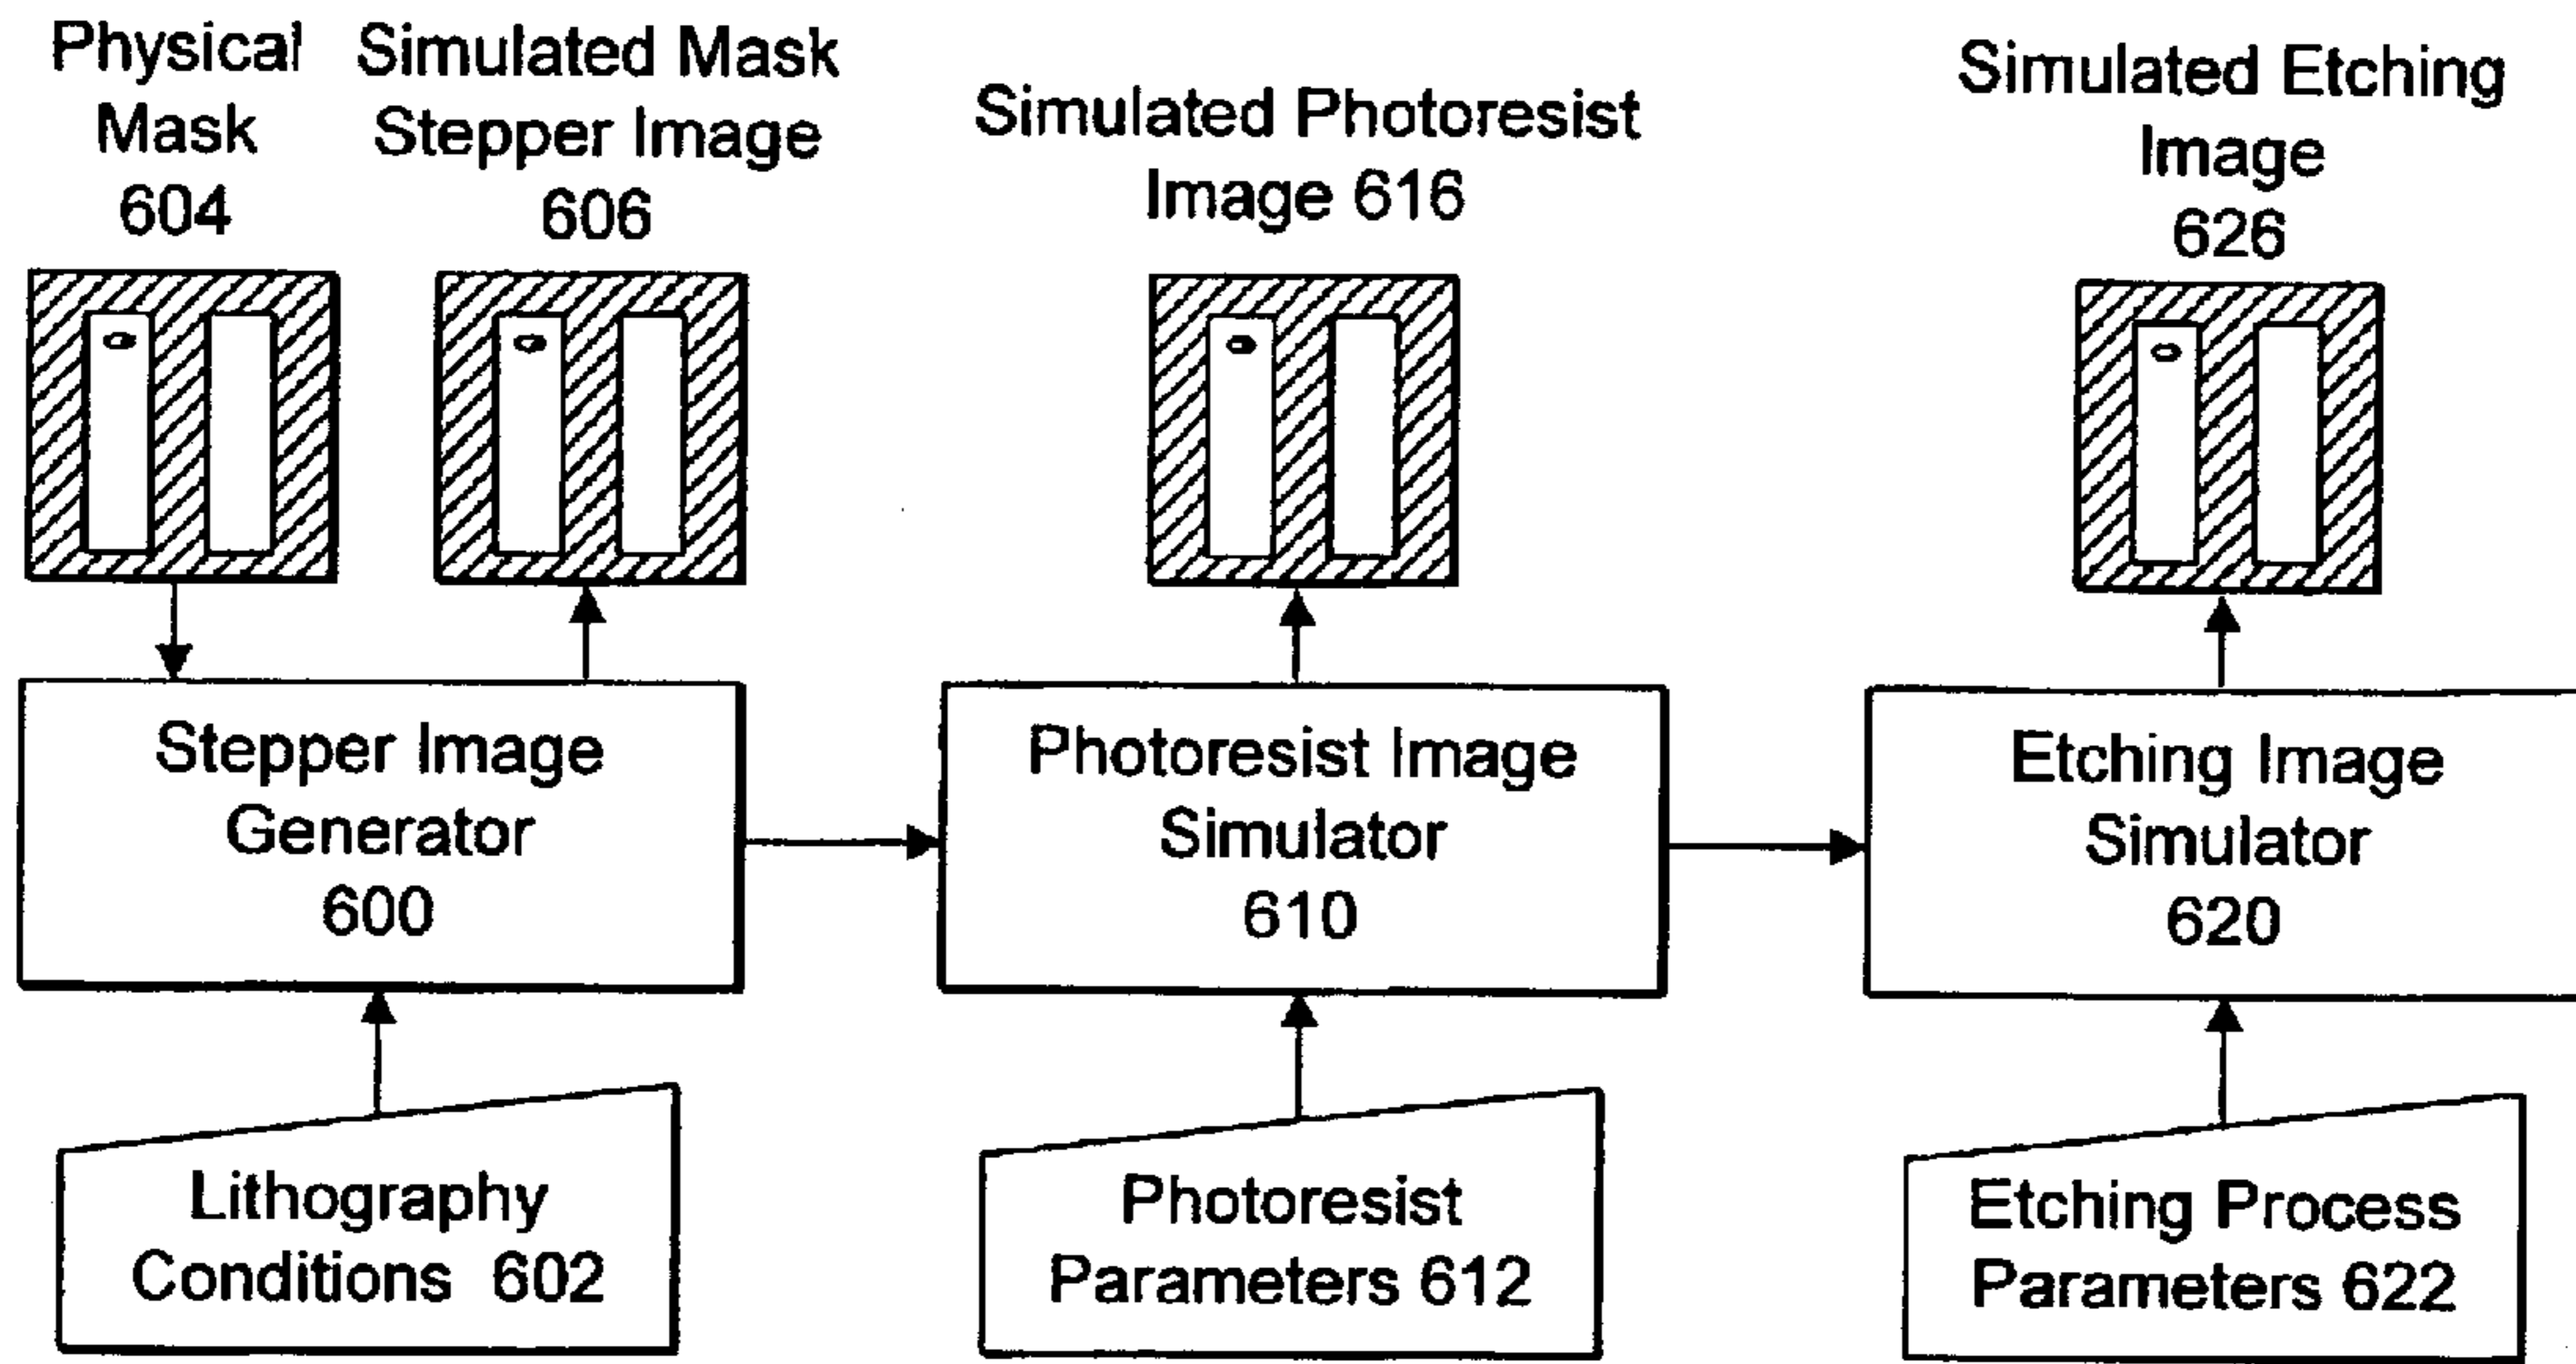 Physical
Mask
604
Simulated Mask
Stepper Image
606
Simulated Photoresist
Image 616
Simulated Etching
Image
626
Stepper Image
Generator
600
Photoresist Image
Simulator
610
Etching Image
Simulator
620
Lithography
Conditions 602
Photoresist
Parameters 612
Etching Process
Parameters 622